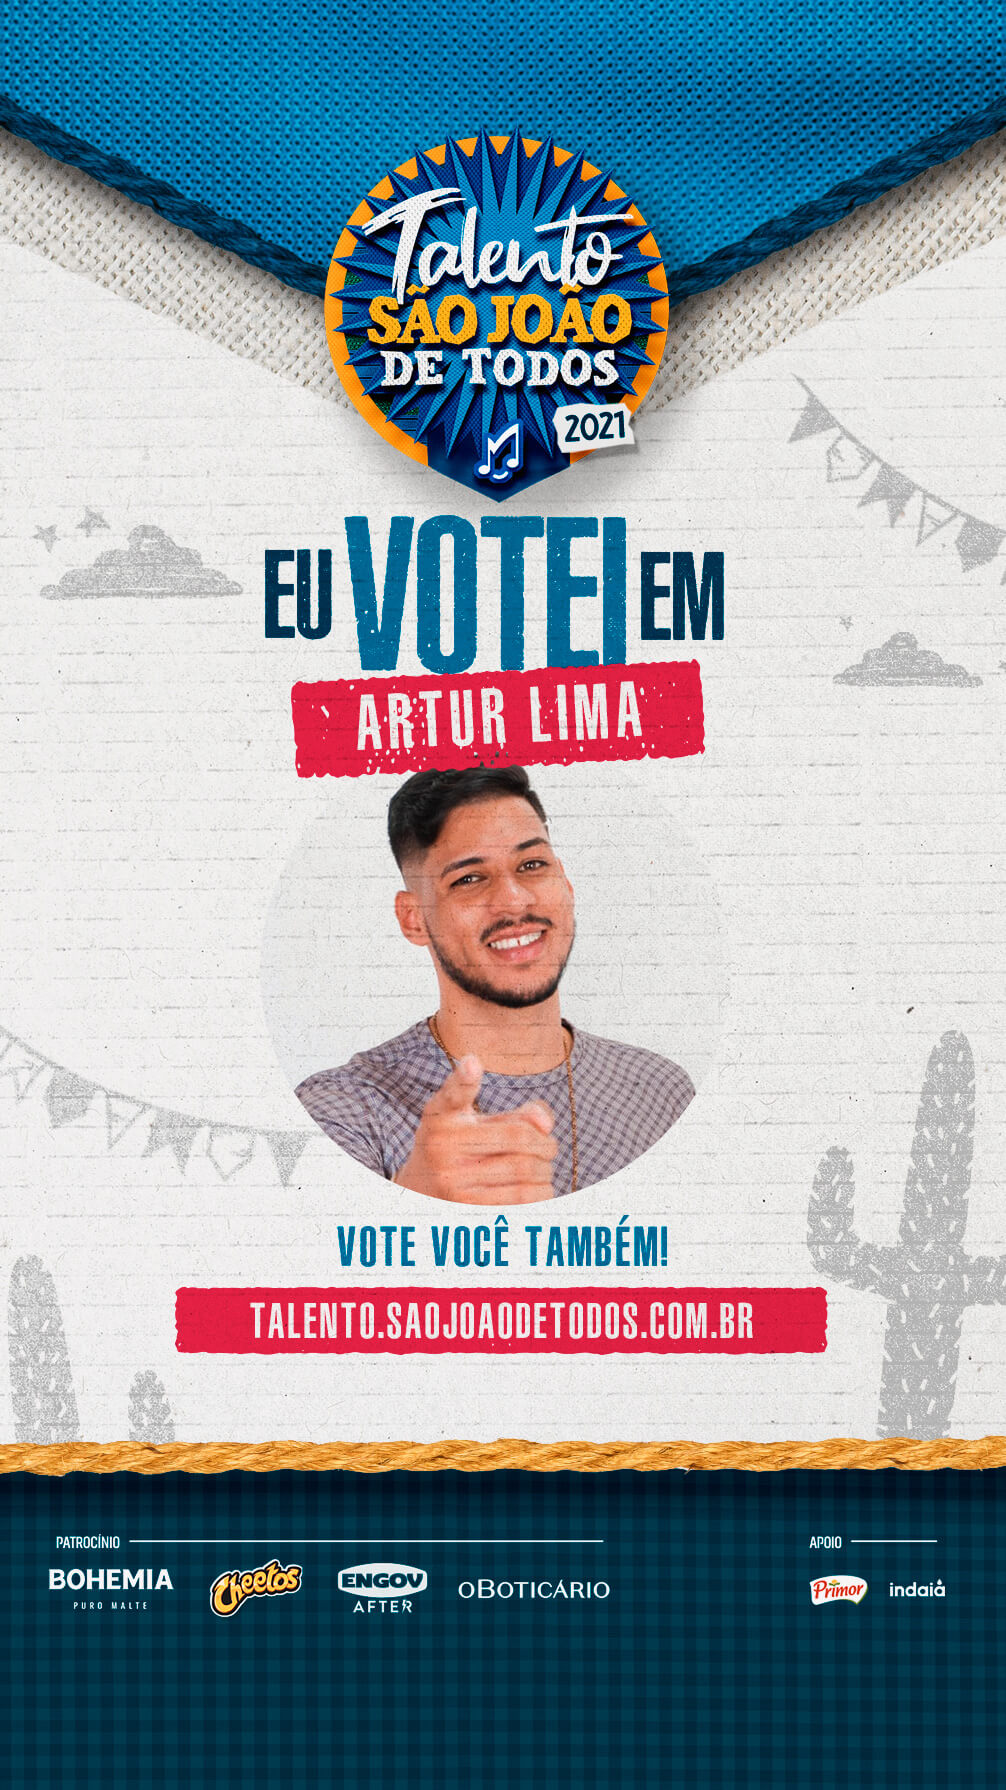 Talento
SÃO JOÃO
DE TODOS
2021
EU VOTEI EM
ARTUR LIMA
VOTE VOCÊ TAMBÉM!
TALENTO.SAOJOAODETODOS.COM.BR
PATROCÍNIO
APOIO
BOHEMIA
PURO MALTE
Cheetos
ENGOV
AFTER
OBOTICÁRIO
Primor
indaiá